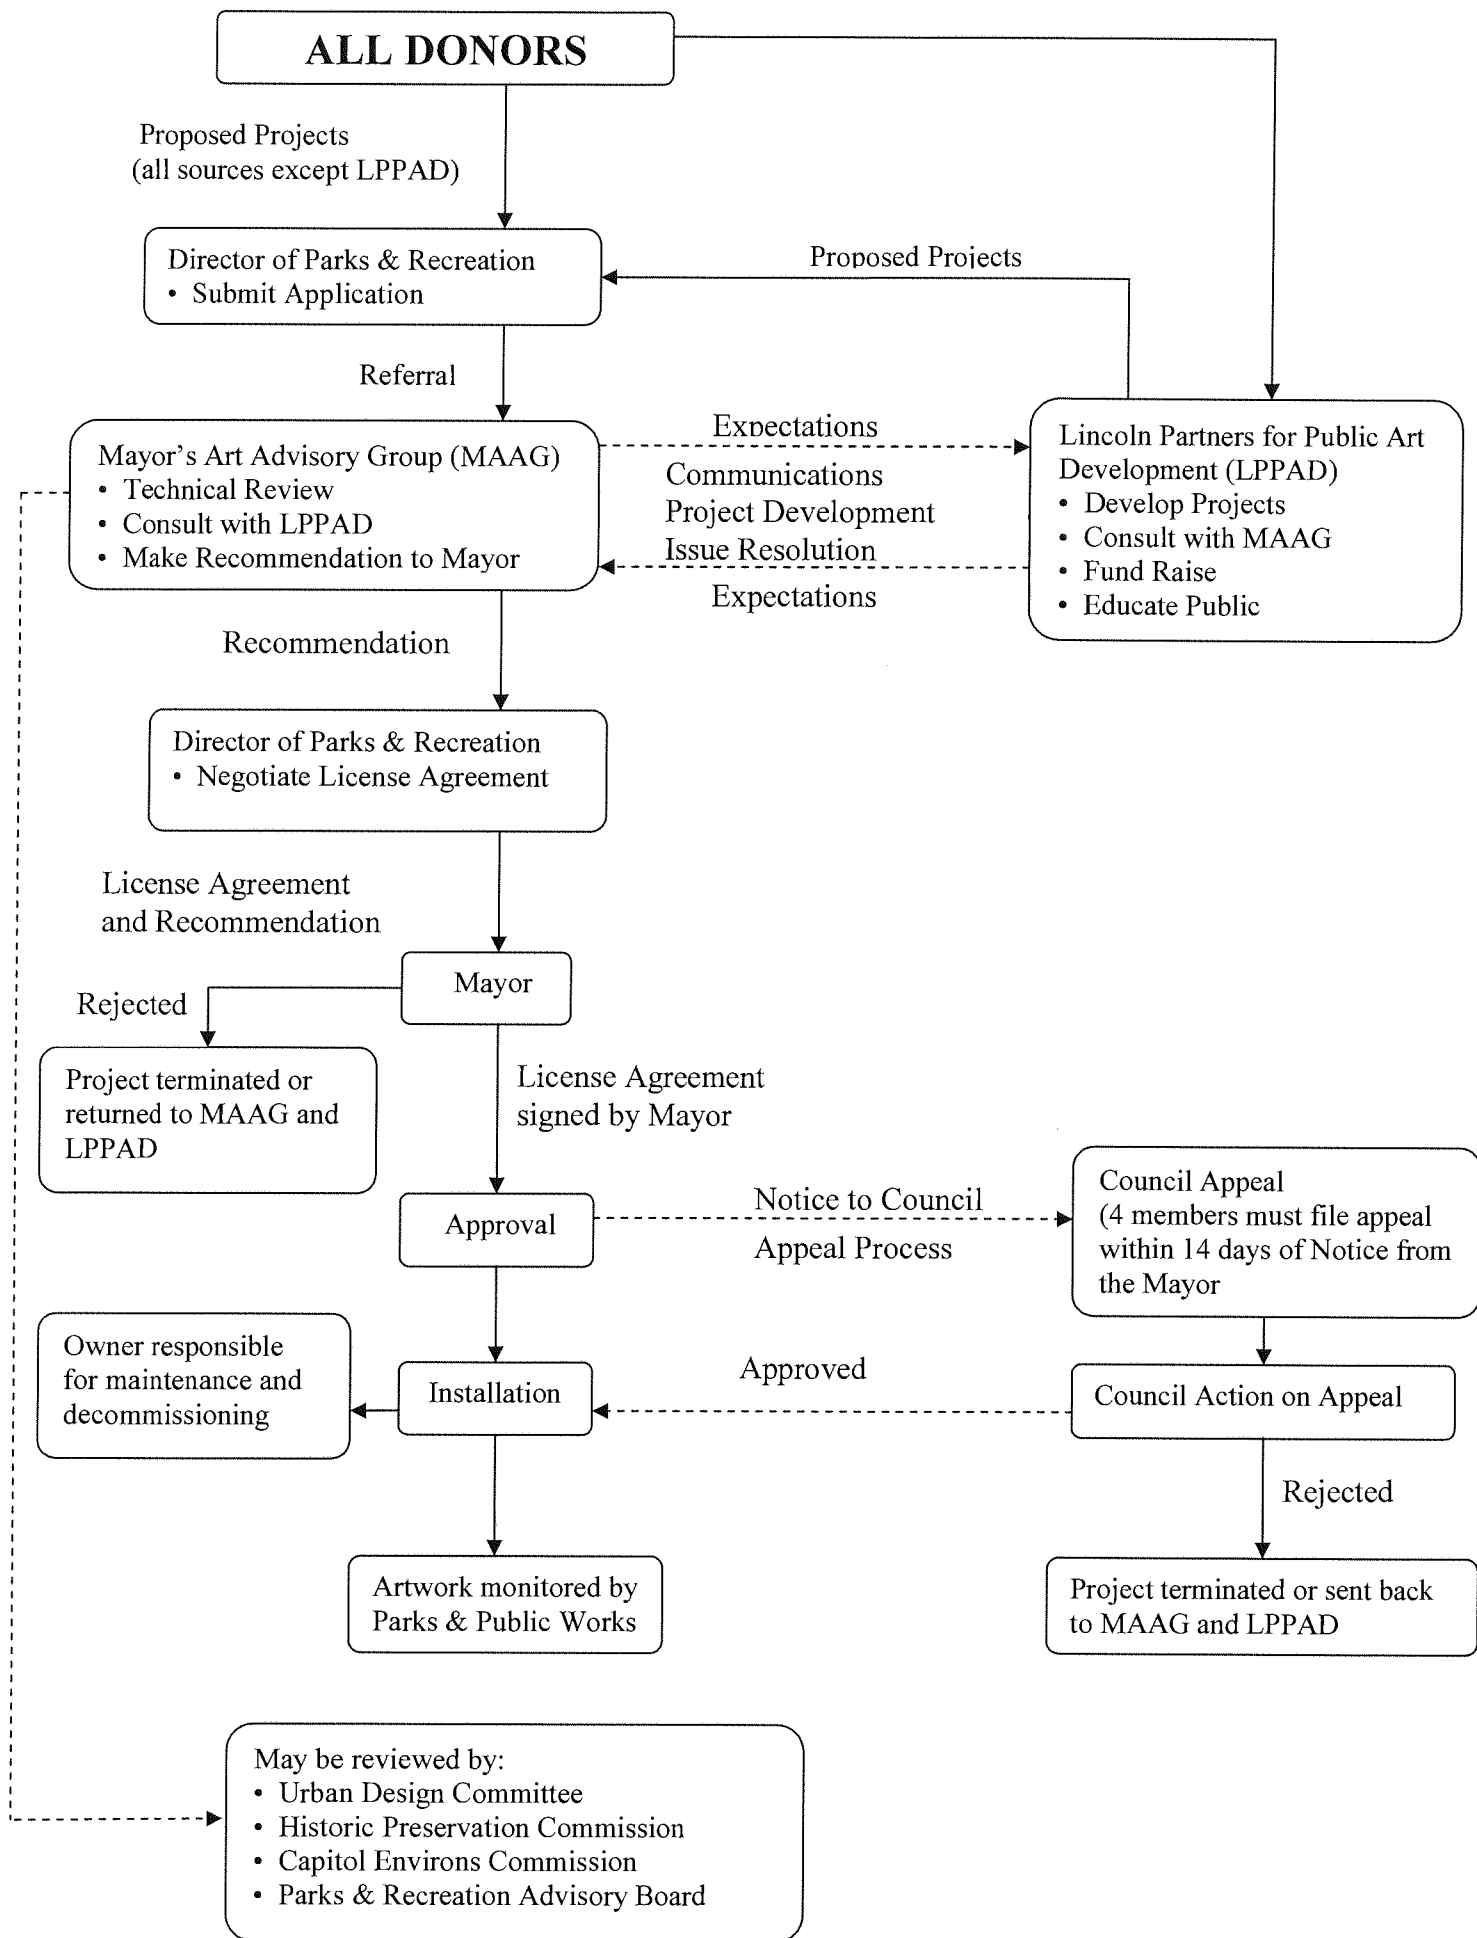 ALL DONORS
Proposed Projects
(all sources except LPPAD)
Director of Parks & Recreation
• Submit Application
Proposed Projects
Referral
Mayor's Art Advisory Group (MAAG)
• Technical Review
• Consult with LPPAD
• Make Recommendation to Mayor
Expectations
Communications
Project Development
Issue Resolution
Expectations
Lincoln Partners for Public Art
Development (LPPAD)
• Develop Projects
• Consult with MAAG
• Fund Raise
• Educate Public
Recommendation
Director of Parks & Recreation
• Negotiate License Agreement
License Agreement
and Recommendation
Mayor
Rejected
Project terminated or
returned to MAAG and
LPPAD
License Agreement
signed by Mayor
Approval
Notice to Council
Appeal Process
Council Appeal
(4 members must file appeal
within 14 days of Notice from
the Mayor
Owner responsible
for maintenance and
decommissioning
Installation
Approved
Council Action on Appeal
Rejected
Artwork monitored by
Parks & Public Works
Project terminated or sent back
to MAAG and LPPAD
May be reviewed by:
• Urban Design Committee
• Historic Preservation Commission
• Capitol Environs Commission
• Parks & Recreation Advisory Board